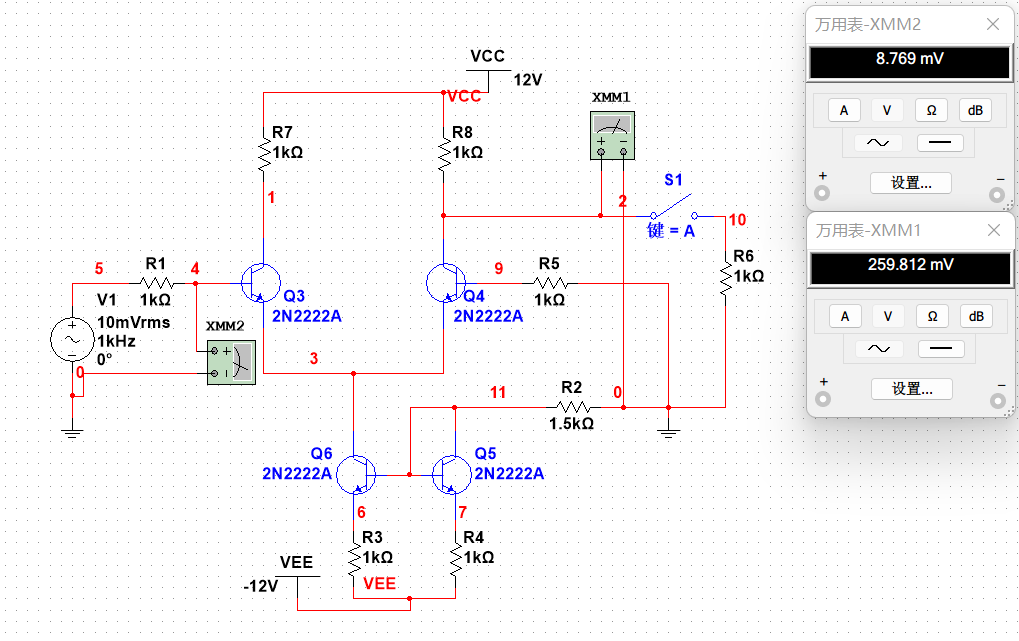 VCC
12V
VCC
XMM1
+ −
R7
1kΩ
R8
1kΩ
1
2
S1
键 = A
10
R6
1kΩ
5
R1
1kΩ
4
Q3
2N2222A
Q4
2N2222A
9
R5
1kΩ
V1
10mVrms
1kHz
0°
0
XMM2
3
11
R2
1.5kΩ
0
Q6
2N2222A
Q5
2N2222A
6
7
R3
1kΩ
R4
1kΩ
VEE
-12V
VEE
万用表-XMM2
8.769 mV
A V Ω dB
+ −
设置...
万用表-XMM1
259.812 mV
A V Ω dB
+ −
设置...